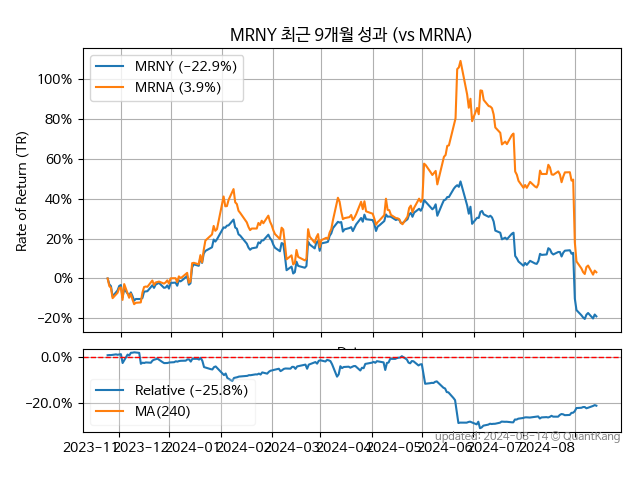 MRNY 최근 9개월 성과 (vs MRNA)
MRNY (−22.9%)
MRNA (3.9%)
Rate of Return (TR)
100%
80%
60%
40%
20%
0%
−20%
0.0%
−20.0%
Relative (−25.8%)
MA(240)
2023−11 2023−12 2024−01 2024−02 2024−03 2024−04 2024−05 2024−06 2024−07 2024−08
updated: 2024−08−14 © QuantKang